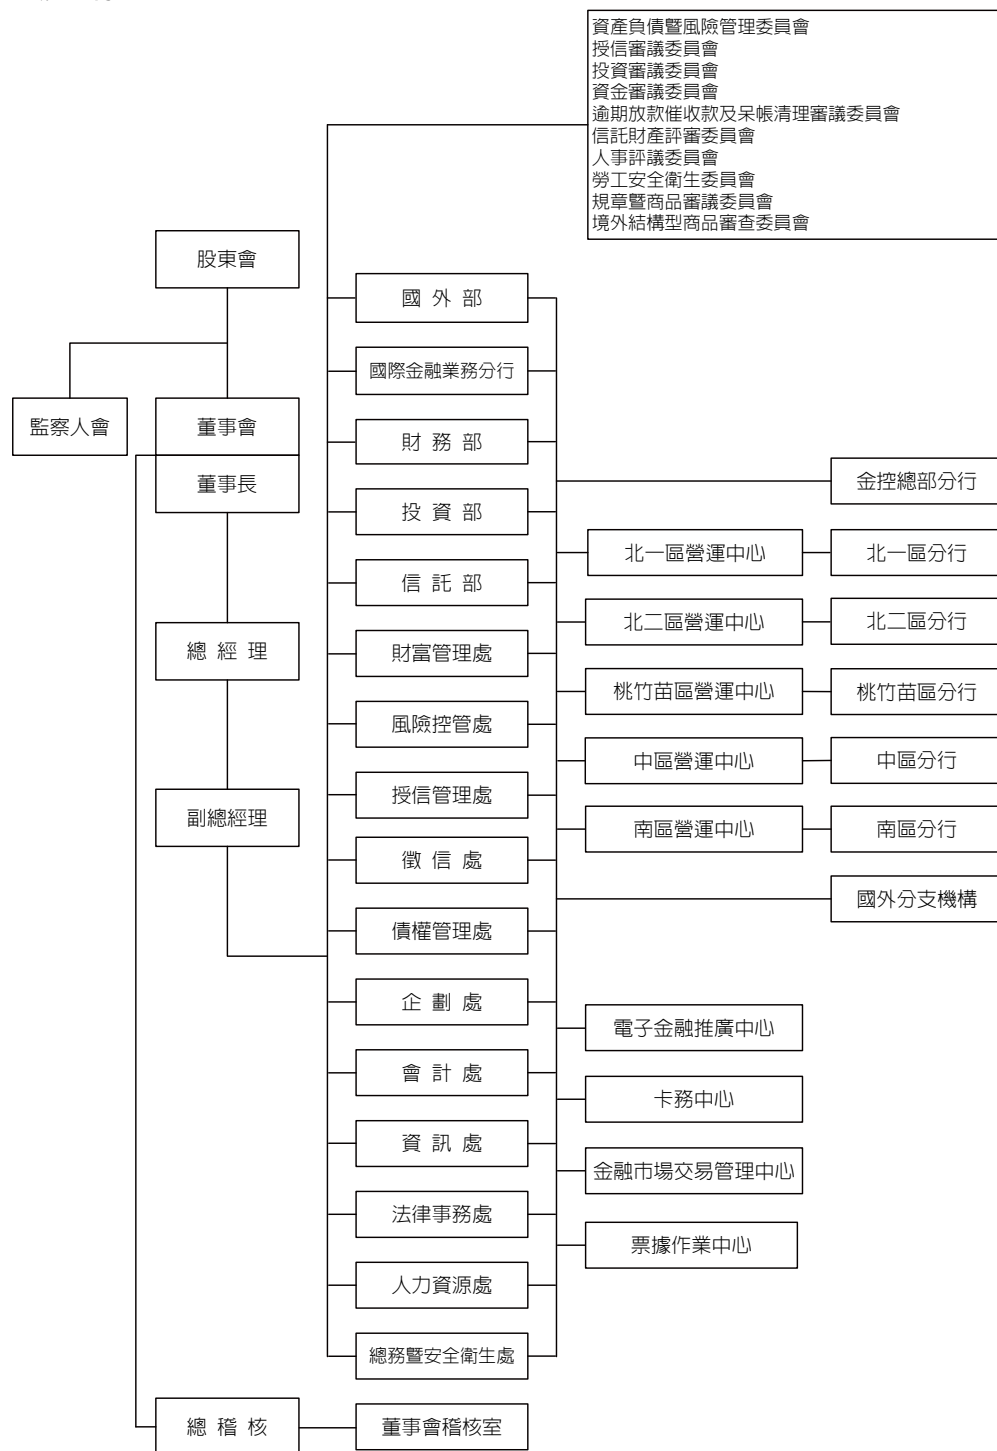 資產負債暨風險管理委員會
授信審議委員會
投資審議委員會
資金審議委員會
逾期放款催收款及呆帳清理審議委員會
信託財產評審委員會
人事評議委員會
勞工安全衛生委員會
規章暨商品審議委員會
境外結構型商品審查委員會
股東會
監察人會
董事會
董事長
總 經 理
副總經理
總 稽 核
董事會稽核室
國 外 部
國際金融業務分行
財 務 部
投 資 部
信 託 部
財富管理處
風險控管處
授信管理處
徵 信 處
債權管理處
企 劃 處
會 計 處
資 訊 處
法律事務處
人力資源處
總務暨安全衛生處
金控總部分行
北一區營運中心
北一區分行
北二區營運中心
北二區分行
桃竹苗區營運中心
桃竹苗區分行
中區營運中心
中區分行
南區營運中心
南區分行
國外分支機構
電子金融推廣中心
卡務中心
金融市場交易管理中心
票據作業中心